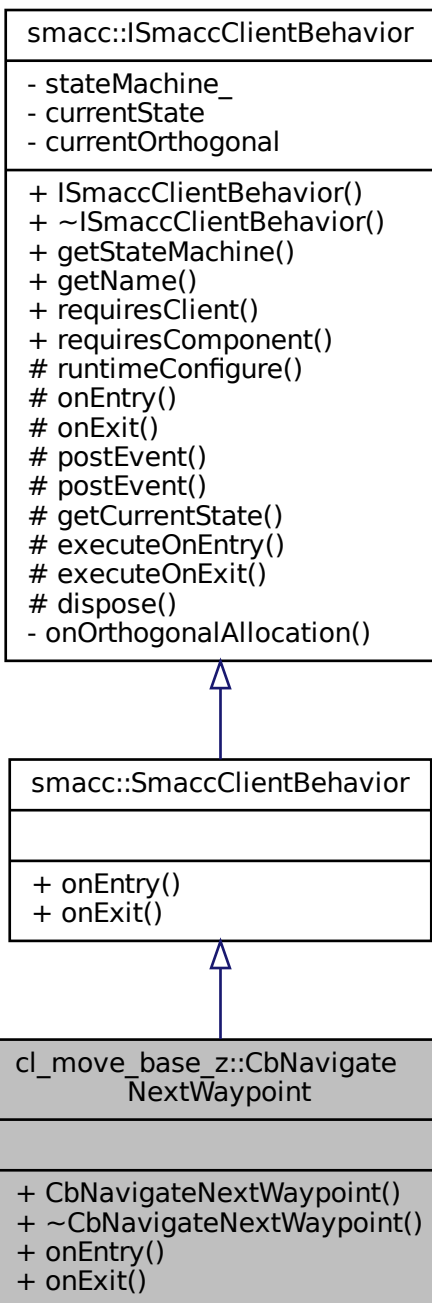 smacc::ISmaccClientBehavior
- stateMachine_
- currentState
- currentOrthogonal
+ ISmaccClientBehavior()
+ ~ISmaccClientBehavior()
+ getStateMachine()
+ getName()
+ requiresClient()
+ requiresComponent()
# runtimeConfigure()
# onEntry()
# onExit()
# postEvent()
# postEvent()
# getCurrentState()
# executeOnEntry()
# executeOnExit()
# dispose()
- onOrthogonalAllocation()
smacc::SmaccClientBehavior
+ onEntry()
+ onExit()
cl_move_base_z::CbNavigate
NextWaypoint
+ CbNavigateNextWaypoint()
+ ~CbNavigateNextWaypoint()
+ onEntry()
+ onExit()